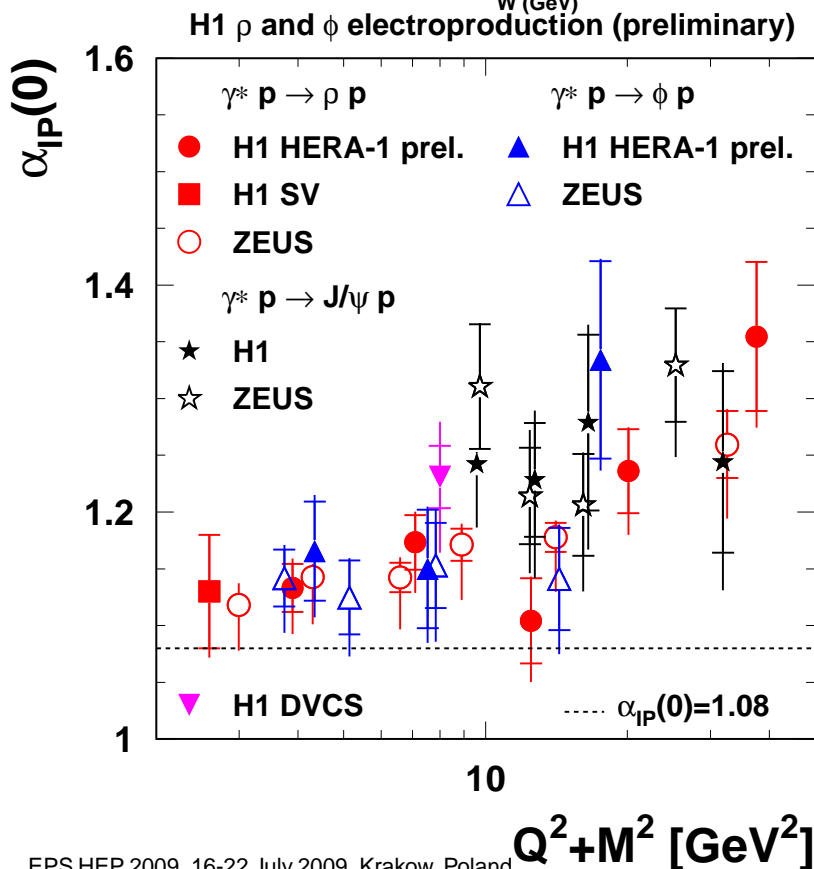 W (GeV)
H1 ρ and φ electroproduction (preliminary)
α_IP(0)
1.6
1.4
1.2
1
γ* p → ρ p
H1 HERA-1 prel.
H1 SV
ZEUS
γ* p → φ p
H1 HERA-1 prel.
ZEUS
γ* p → J/ψ p
H1
ZEUS
H1 DVCS
α_IP(0)=1.08
10
Q²+M² [GeV²]
EPS HEP 2009, 16-22 July 2009, Krakow, Poland